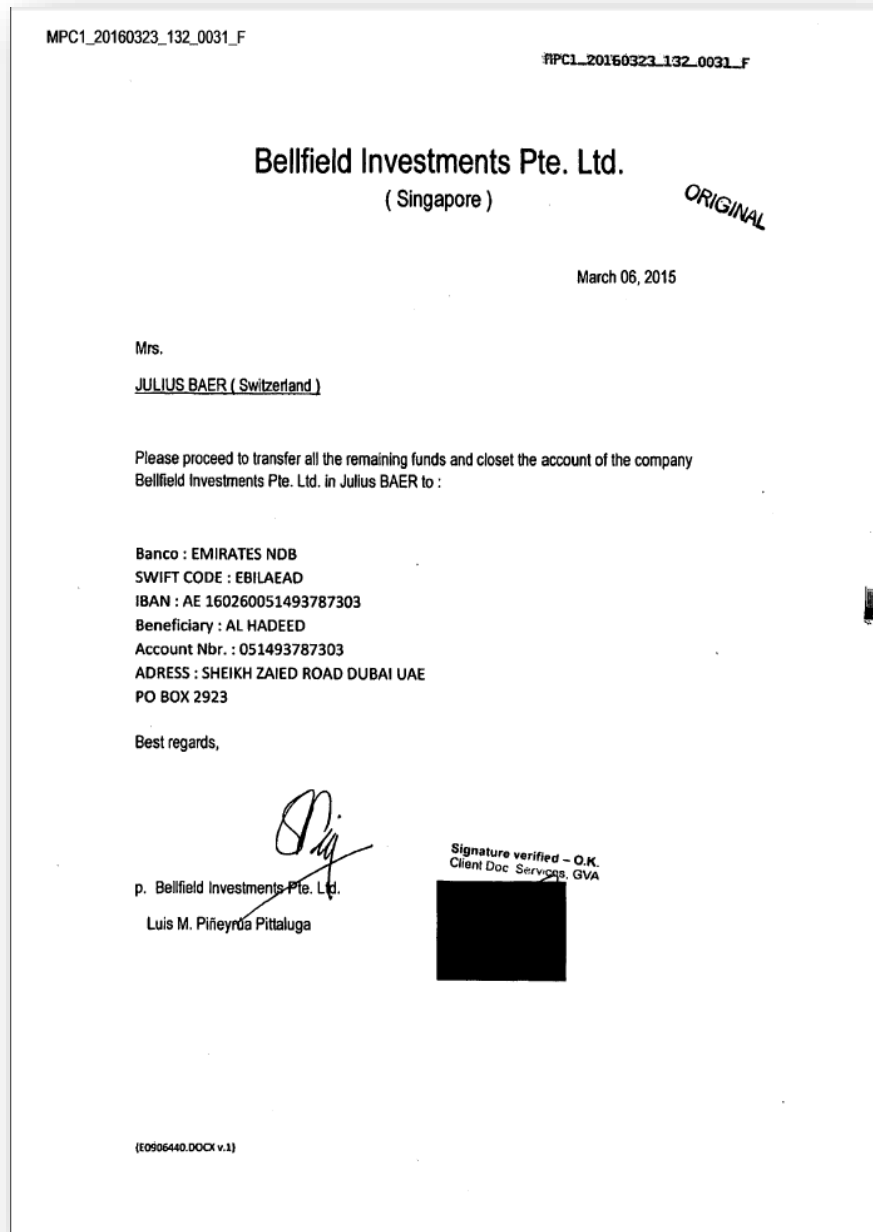 MPC1_20160323_132_0031_F
MPC1_20160323_132_0031_F
Bellfield Investments Pte. Ltd.
( Singapore )
ORIGINAL
March 06, 2015
Mrs.
JULIUS BAER ( Switzerland )
Please proceed to transfer all the remaining funds and closet the account of the company
Bellfield Investments Pte. Ltd. in Julius BAER to :
Banco : EMIRATES NDB
SWIFT CODE : EBILAEAD
IBAN : AE 160260051493787303
Beneficiary : AL HADEED
Account Nbr. : 051493787303
ADRESS : SHEIKH ZAIED ROAD DUBAI UAE
PO BOX 2923
Best regards,
p. Bellfield Investments Pte. Ltd.
Luis M. Piñeyrúa Pittaluga
Signature verified – O.K.
Client Doc Services, GVA
{E0906440.DOCX v.1}